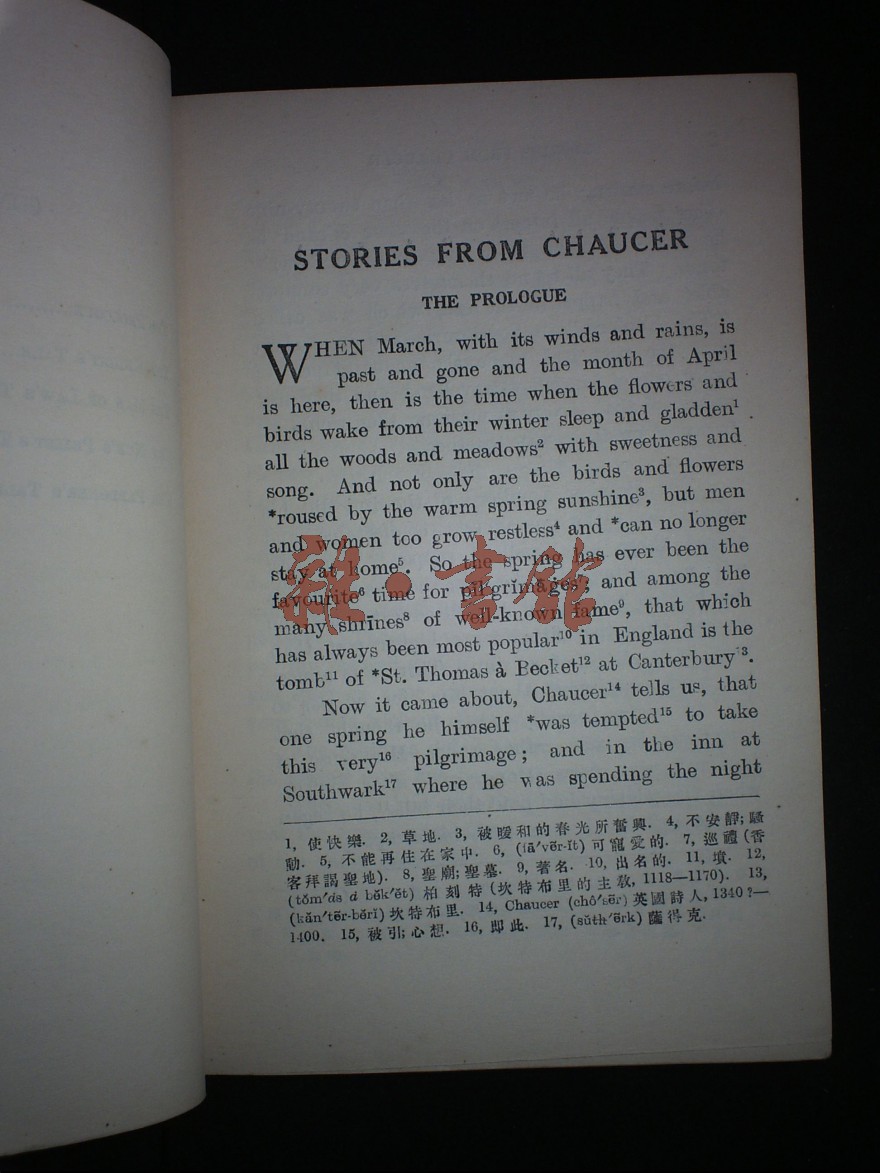 STORIES FROM CHAUCER
THE PROLOGUE
WHEN March, with its winds and rains, is
past and gone and the month of April
is here, then is the time when the flowers and
birds wake from their winter sleep and gladden¹
all the woods and meadows² with sweetness and
song. And not only are the birds and flowers
*roused by the warm spring sunshine³, but men
and women too grow restless⁴ and *can no longer
stay at home⁵. So the spring has ever been the
favourite⁶ time for pĭlgrĭmāges⁷; and among the
many shrīnes⁸ of well-known fame⁹, that which
has always been most popular¹⁰ in England is the
tomb¹¹ of *St. Thomas à Becket¹² at Canterbury¹³.
Now it came about, Chaucer¹⁴ tells us, that
one spring he himself *was tempted¹⁵ to take
this very¹⁶ pilgrimage; and in the inn at
Southwark¹⁷ where he was spending the night
1, 使快樂. 2, 草地. 3, 被暖和的春光所奮興. 4, 不安靜; 騷
動. 5, 不能再住在家中. 6, (fā′vẽr-ĭt) 可寵愛的. 7, 巡禮 (香
客拜謁聖地). 8, 聖廟; 聖墓. 9, 著名. 10, 出名的. 11, 墳. 12,
(tŏm′ɑs ɑ bĕk′ĕt) 柏刻特 (坎特布里的主教, 1118—1170). 13,
(kăn′tẽr-bĕrĭ) 坎特布里. 14, Chaucer (chô′sẽr) 英國詩人, 1340?—
1400. 15, 被引; 心想. 16, 即此. 17, (sŭth′ẽrk) 薩得克.
雜·書館